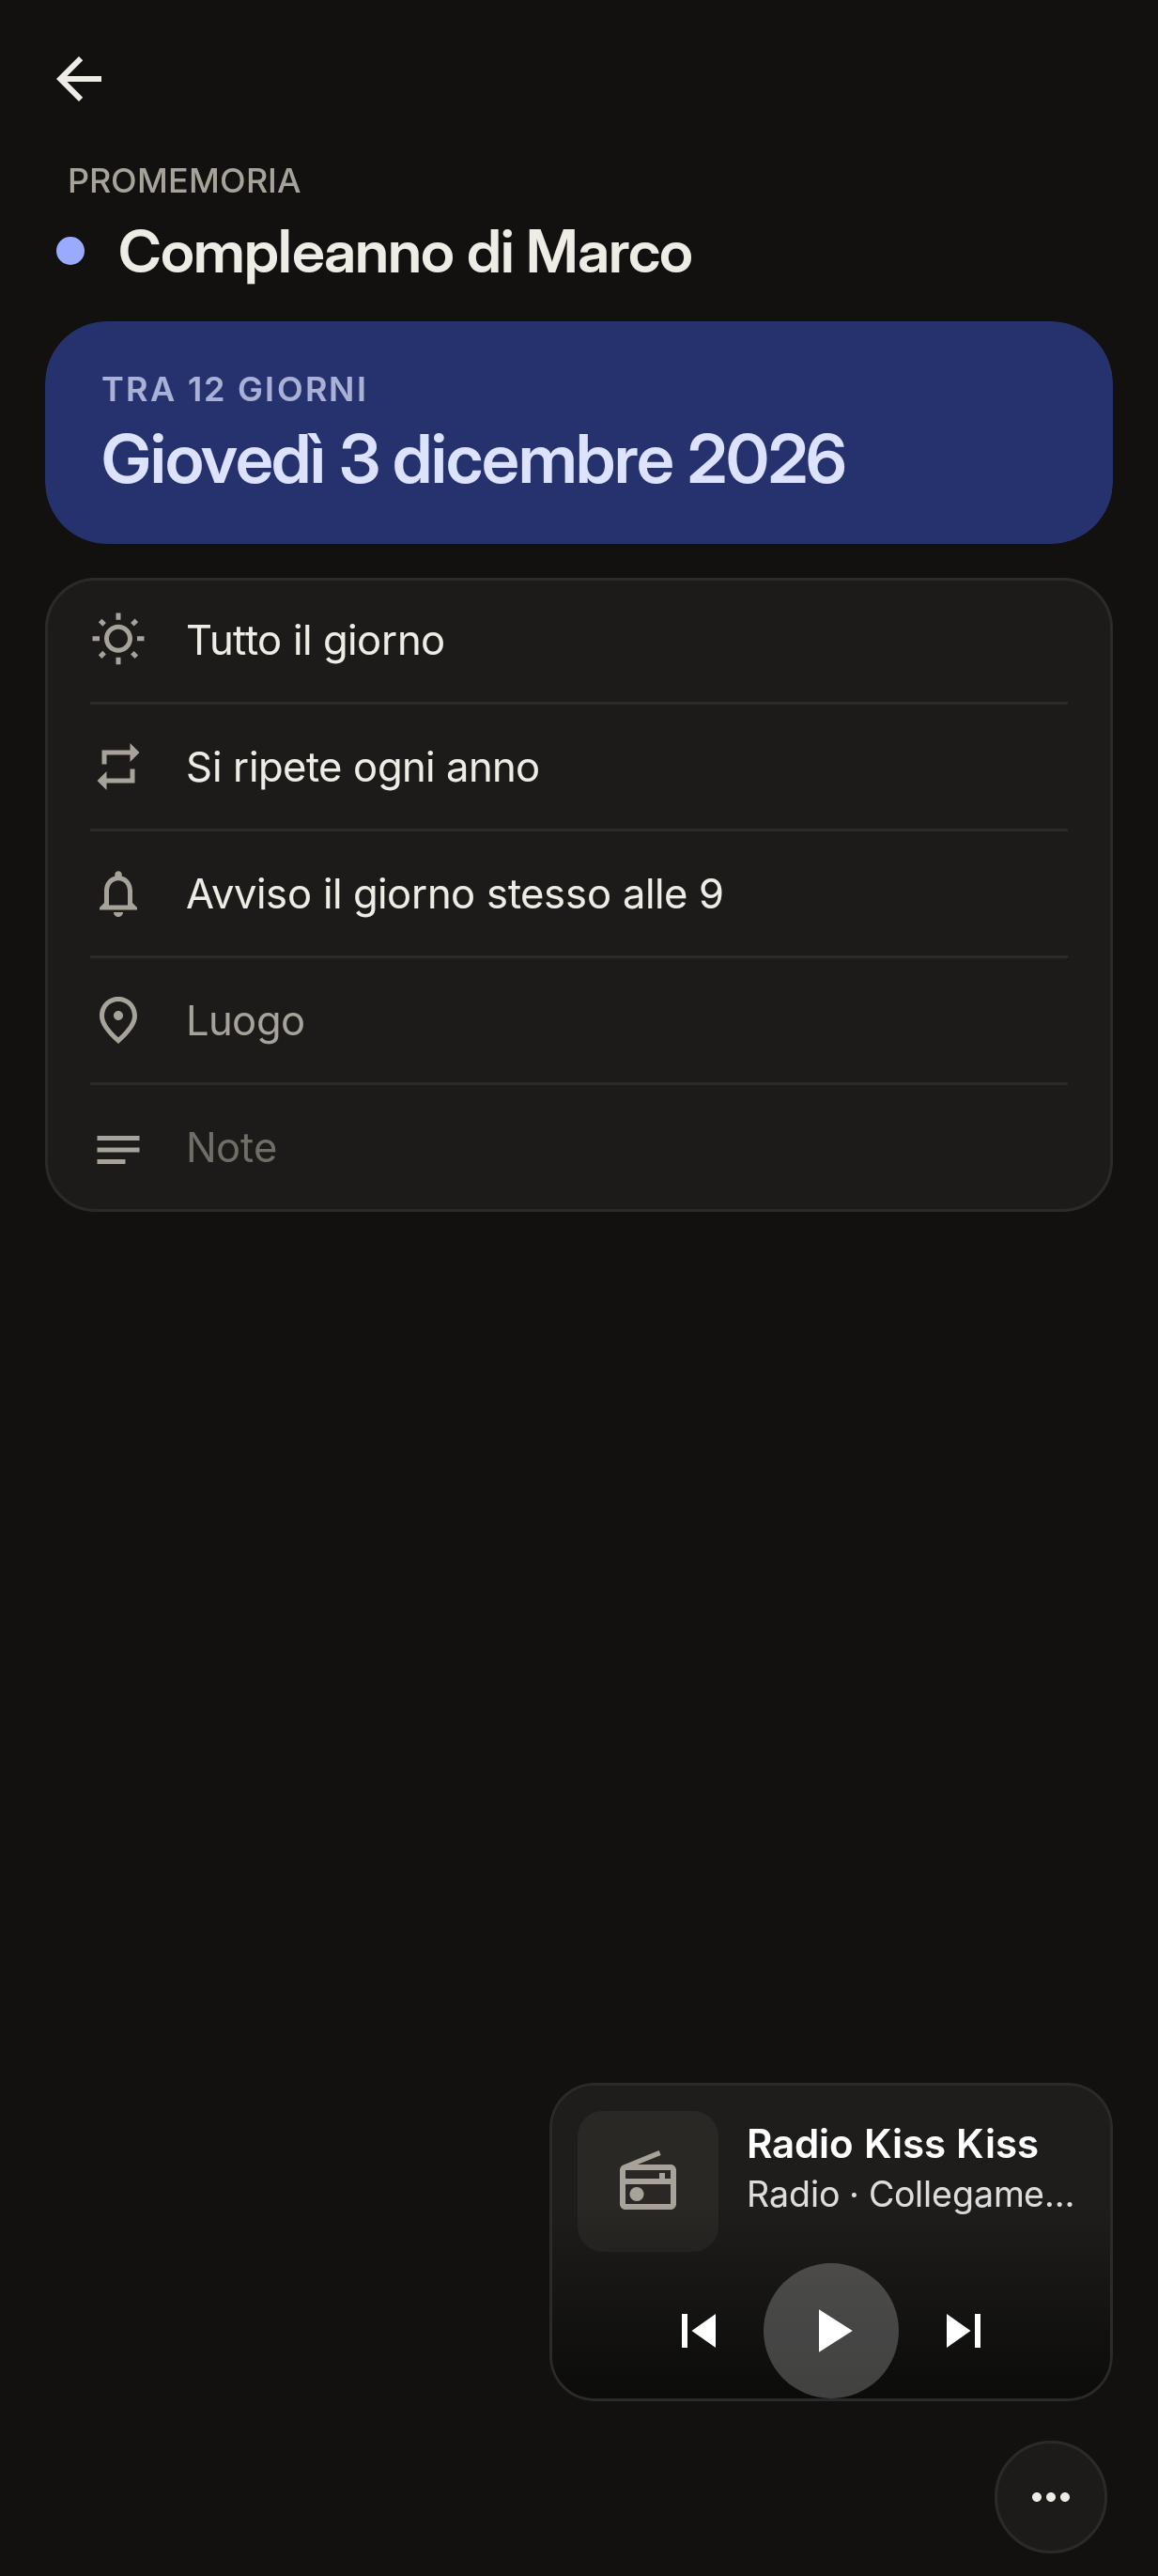 PROMEMORIA
Compleanno di Marco
TRA 12 GIORNI
Giovedì 3 dicembre 2026
Tutto il giorno
Si ripete ogni anno
Avviso il giorno stesso alle 9
Luogo
Note
Radio Kiss Kiss
Radio · Collegame...